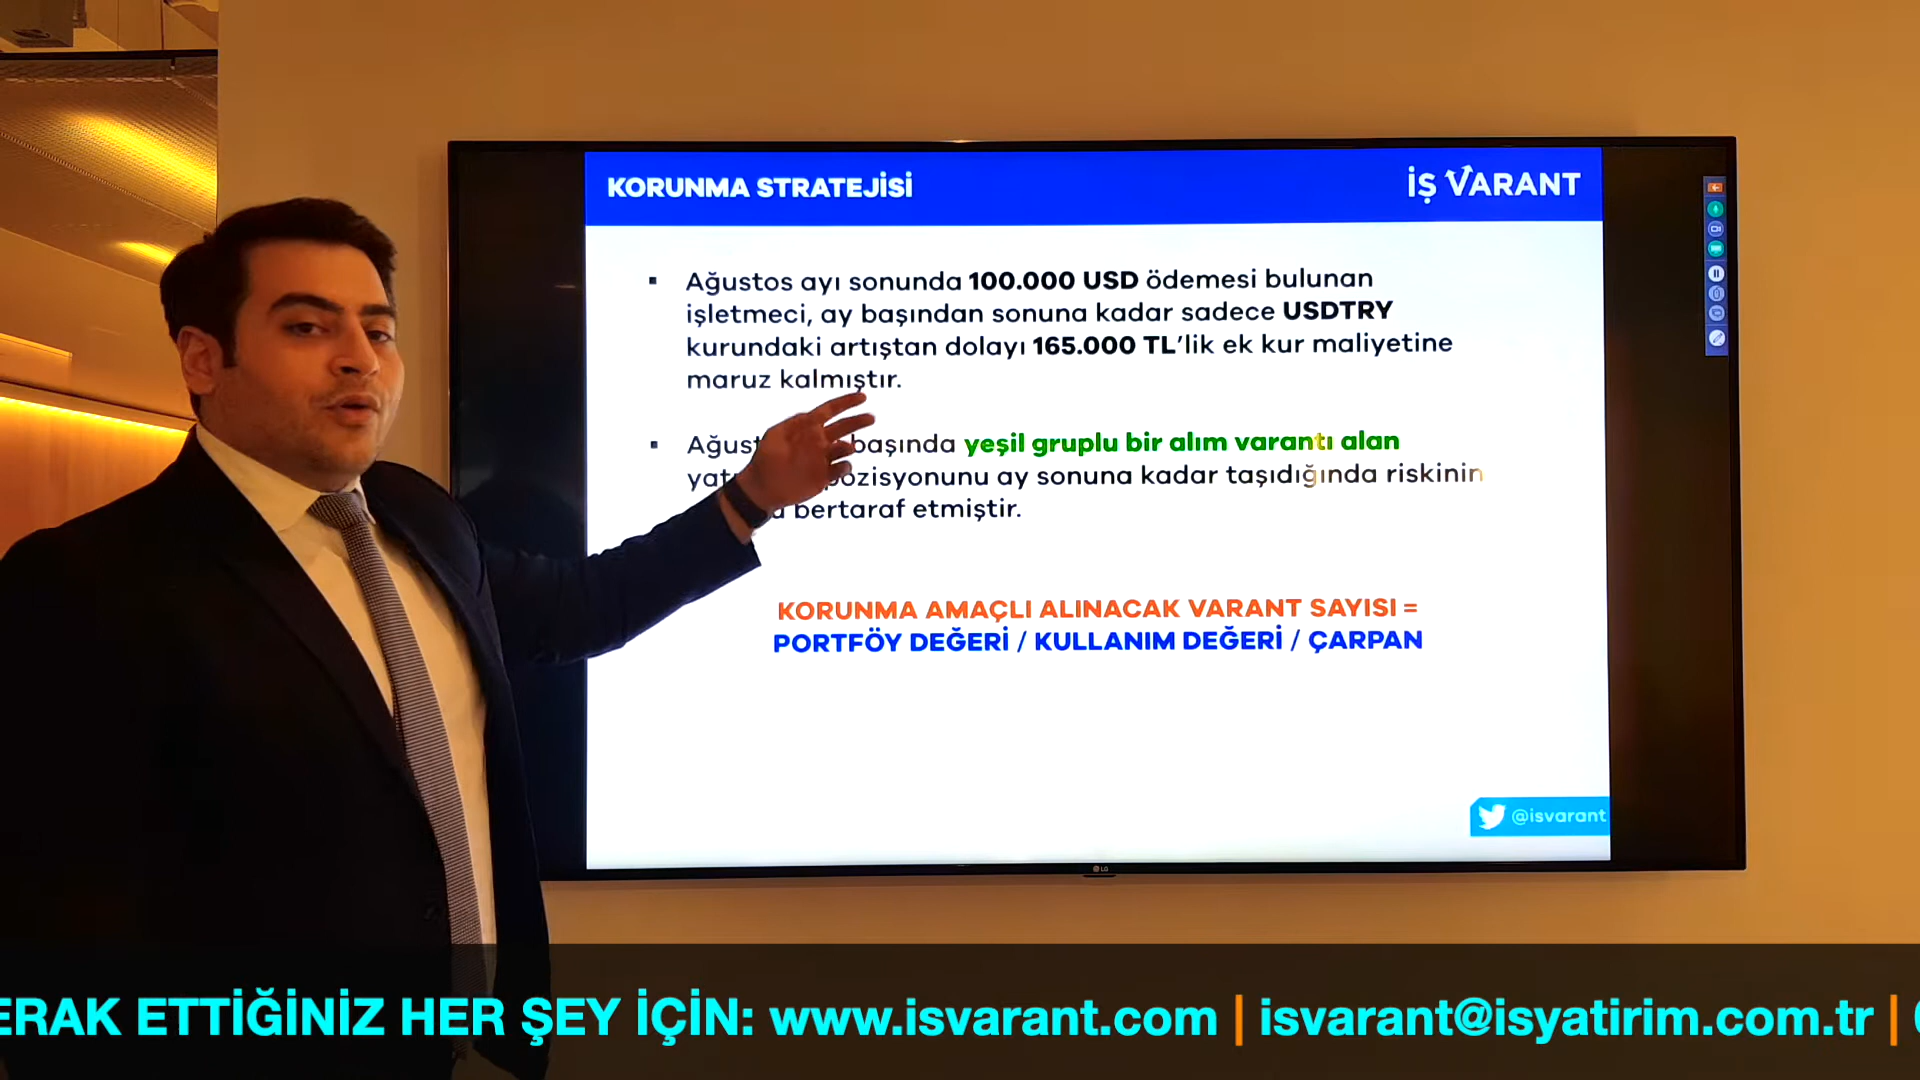 KORUNMA STRATEJİSİ
İŞ VARANT
▪ Ağustos ayı sonunda 100.000 USD ödemesi bulunan
işletmeci, ay başından sonuna kadar sadece USDTRY
kurundaki artıştan dolayı 165.000 TL'lik ek kur maliyetine
maruz kalmıştır.
▪ başında yeşil gruplu bir alım varantı alan
pozisyonunu ay sonuna kadar taşıdığında riskinin
bertaraf etmiştir.
KORUNMA AMAÇLI ALINACAK VARANT SAYISI =
PORTFÖY DEĞERİ / KULLANIM DEĞERİ / ÇARPAN
@isvarant
LG
ERAK ETTİĞİNİZ HER ŞEY İÇİN: www.isvarant.com | isvarant@isyatirim.com.tr |